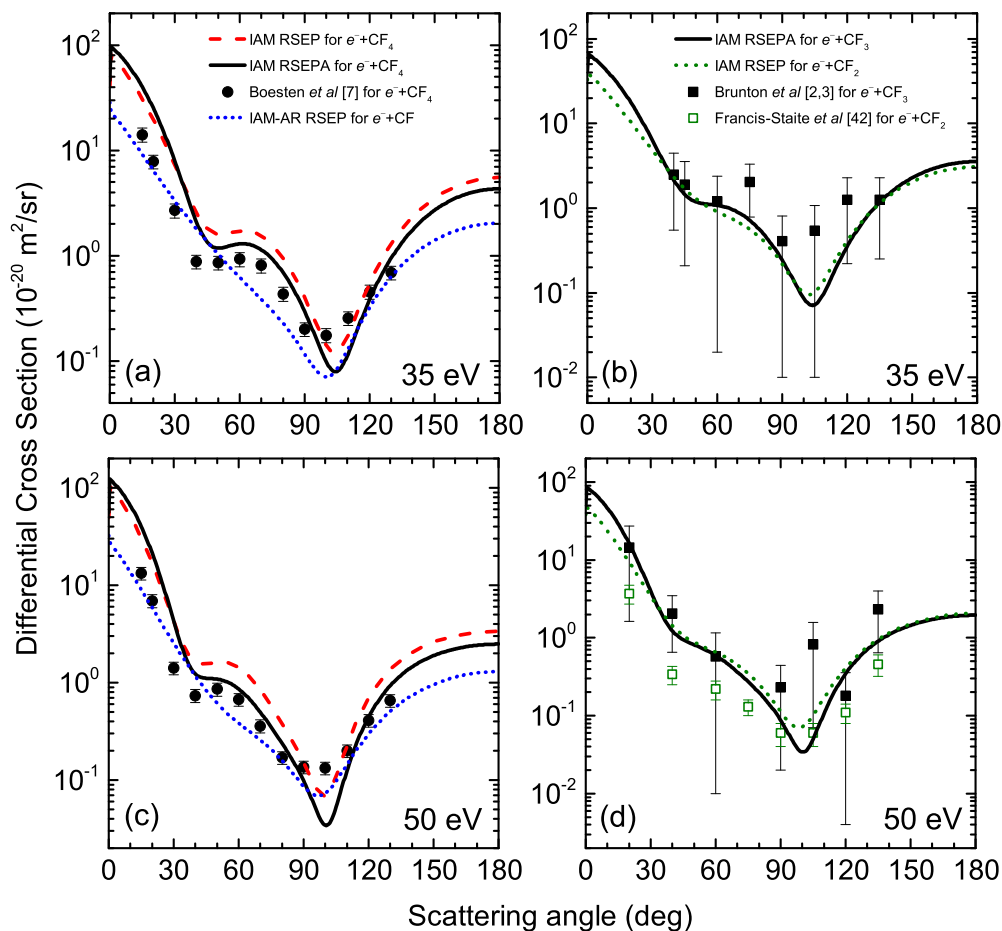 Differential Cross Section (10⁻²⁰ m²/sr)
10²
10¹
10⁰
10⁻¹
IAM RSEP for e⁻+CF₄
IAM RSEPA for e⁻+CF₄
Boesten et al [7] for e⁻+CF₄
IAM-AR RSEP for e⁻+CF
(a)
35 eV
0 30 60 90 120 150 180
10²
10¹
10⁰
10⁻¹
10⁻²
IAM RSEPA for e⁻+CF₃
IAM RSEP for e⁻+CF₂
Brunton et al [2,3] for e⁻+CF₃
Francis-Staite et al [42] for e⁻+CF₂
(b)
35 eV
0 30 60 90 120 150 180
10²
10¹
10⁰
10⁻¹
(c)
50 eV
0 30 60 90 120 150 180
10²
10¹
10⁰
10⁻¹
10⁻²
(d)
50 eV
0 30 60 90 120 150 180
Scattering angle (deg)